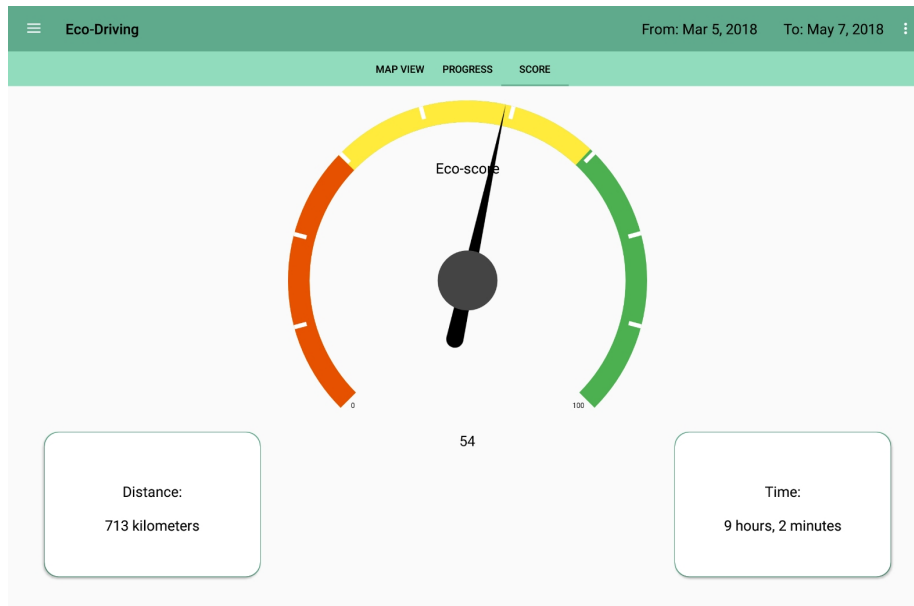 Eco-Driving
From: Mar 5, 2018 To: May 7, 2018
MAP VIEW PROGRESS SCORE
Eco-score
0
100
54
Distance:
713 kilometers
Time:
9 hours, 2 minutes